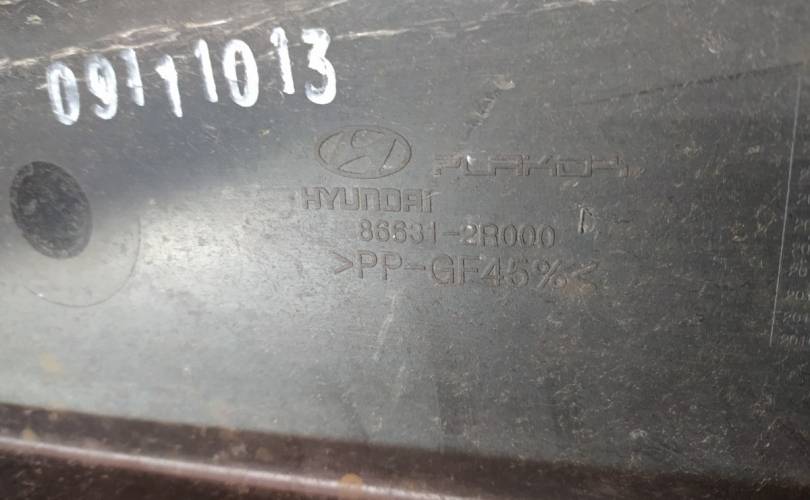 09111013
PLAKOR
HYUNDAI
86631-2R000
>PP-GF45%<